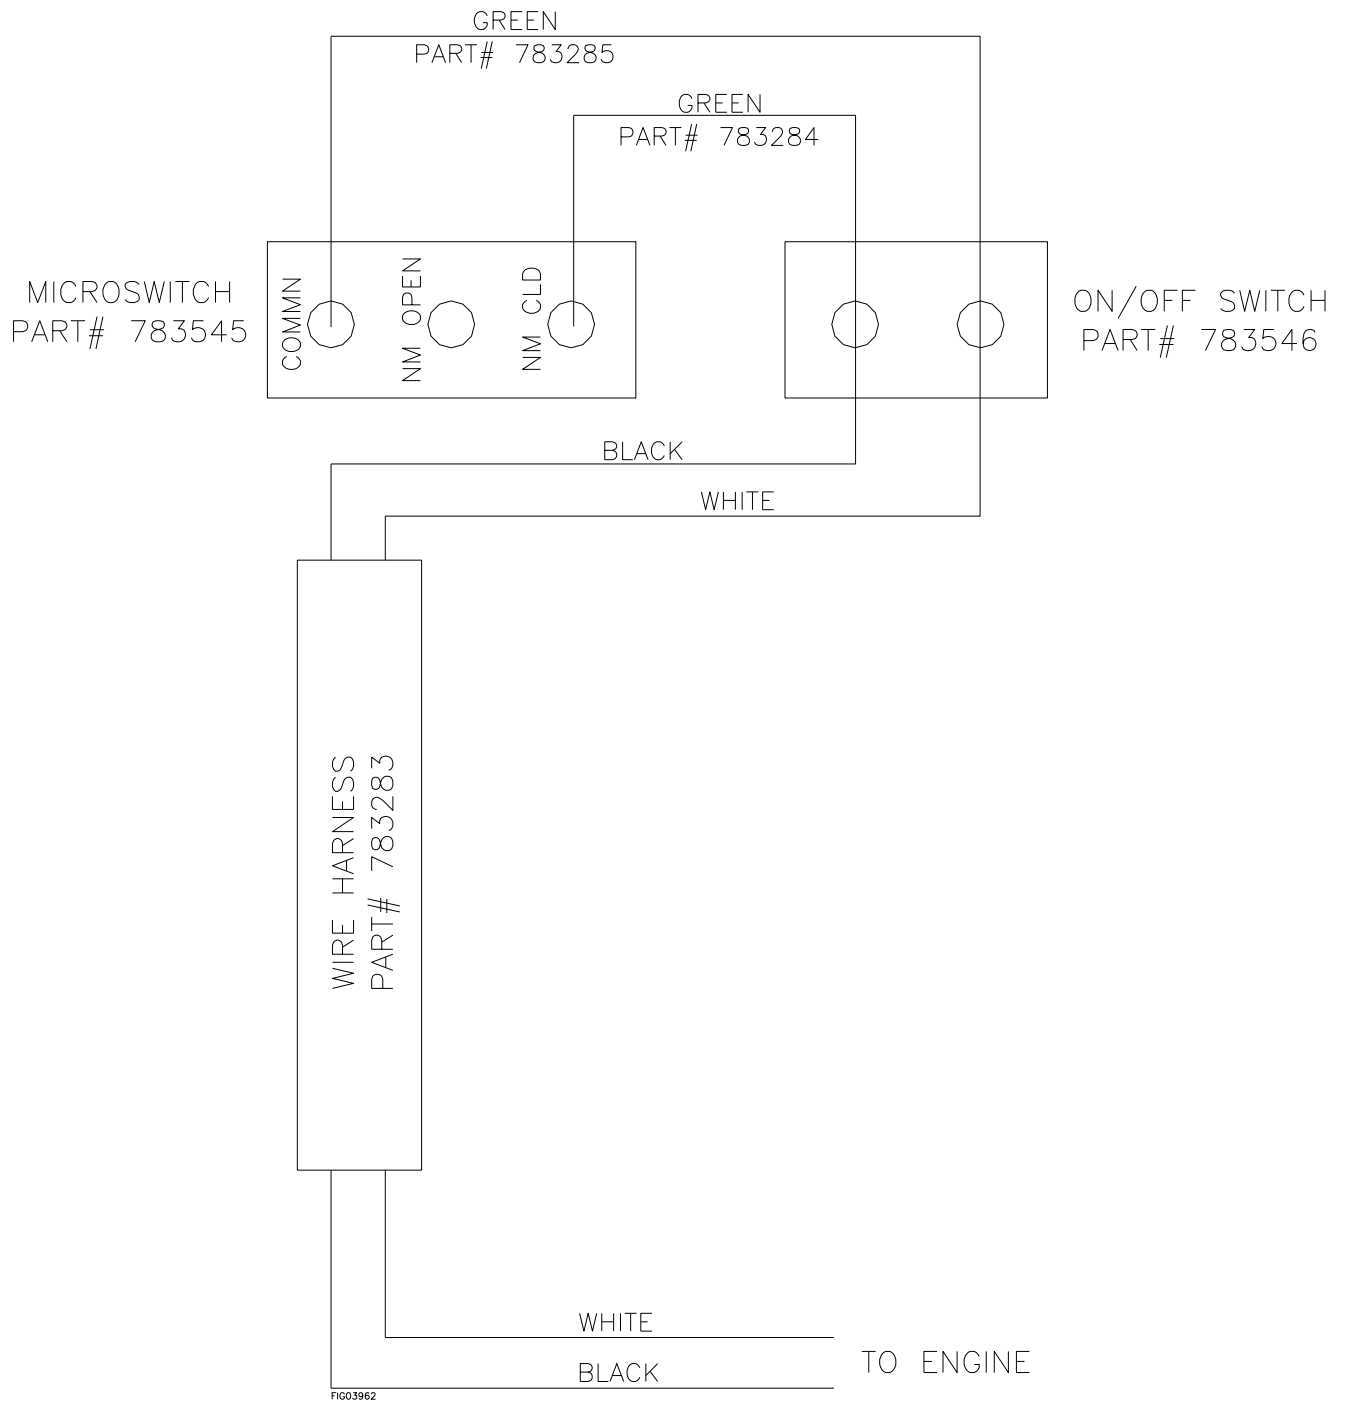 GREEN
PART# 783285
GREEN
PART# 783284
MICROSWITCH
PART# 783545
COMMN
NM OPEN
NM CLD
ON/OFF SWITCH
PART# 783546
BLACK
WHITE
WIRE HARNESS
PART# 783283
WHITE
BLACK
TO ENGINE
FIG03962